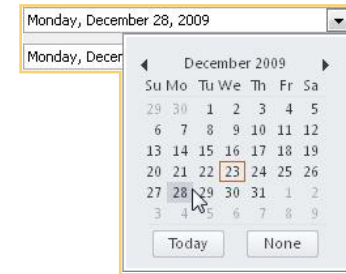 Monday, December 28, 2009
Monday, Decem
December 2009
Su Mo Tu We Th Fr Sa
29 30 1 2 3 4 5
6 7 8 9 10 11 12
13 14 15 16 17 18 19
20 21 22 23 24 25 26
27 28 29 30 31 1 2
3 4 5 6 7 8 9
Today None